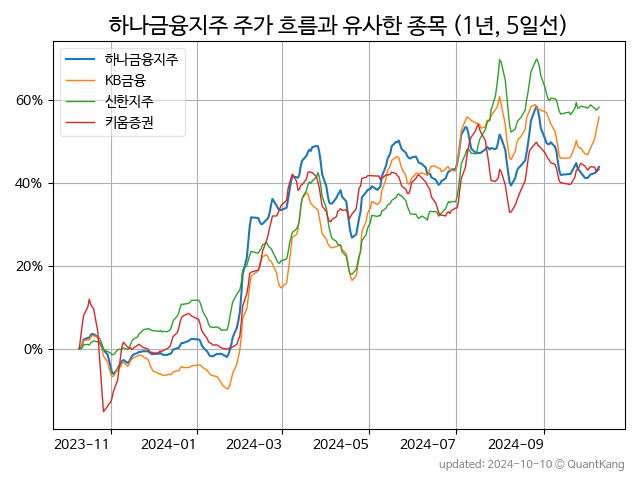 하나금융지주 주가 흐름과 유사한 종목 (1년, 5일선)
하나금융지주
KB금융
신한지주
키움증권
60%
40%
20%
0%
2023-11
2024-01
2024-03
2024-05
2024-07
2024-09
updated: 2024-10-10 © QuantKang